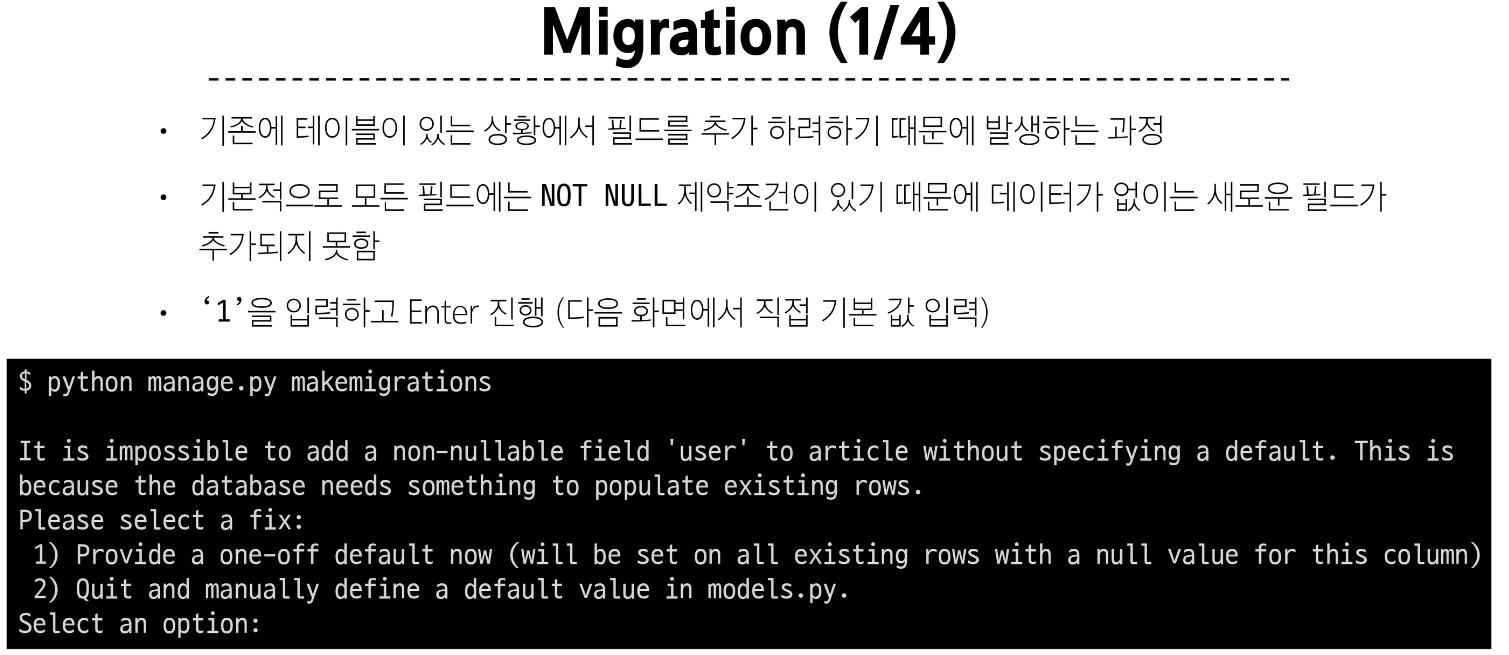 Migration (1/4)
• 기존에 테이블이 있는 상황에서 필드를 추가 하려하기 때문에 발생하는 과정
• 기본적으로 모든 필드에는 NOT NULL 제약조건이 있기 때문에 데이터가 없이는 새로운 필드가
추가되지 못함
• ‘1’을 입력하고 Enter 진행 (다음 화면에서 직접 기본 값 입력)
$ python manage.py makemigrations
It is impossible to add a non-nullable field 'user' to article without specifying a default. This is
because the database needs something to populate existing rows.
Please select a fix:
1) Provide a one-off default now (will be set on all existing rows with a null value for this column)
2) Quit and manually define a default value in models.py.
Select an option: